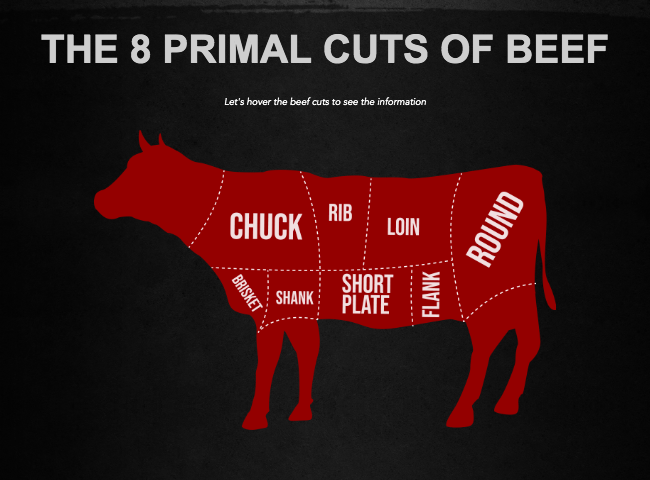 THE 8 PRIMAL CUTS OF BEEF
Let's hover the beef cuts to see the information
CHUCK
RIB
LOIN
ROUND
BRISKET
SHANK
SHORT
PLATE
FLANK